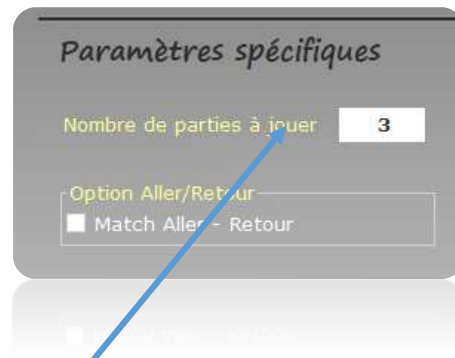 Paramètres spécifiques
Nombre de parties à jouer 3
Option Aller/Retour
Match Aller - Retour